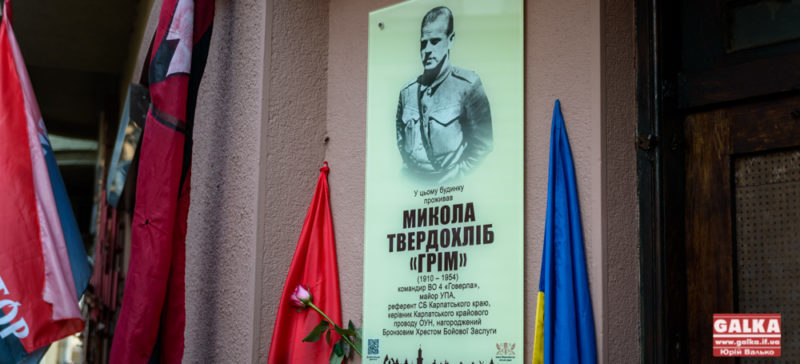 У цьому будинку
проживав
МИКОЛА
ТВЕРДОХЛІБ
«ГРІМ»
(1910 – 1954)
командир ВО 4 «Говерла»,
майор УПА,
референт СБ Карпатського краю,
керівник Карпатського крайового
проводу ОУН, нагороджений
Бронзовим Хрестом Бойової Заслуги
GALKA
www.galka.if.ua
Юрій Валько